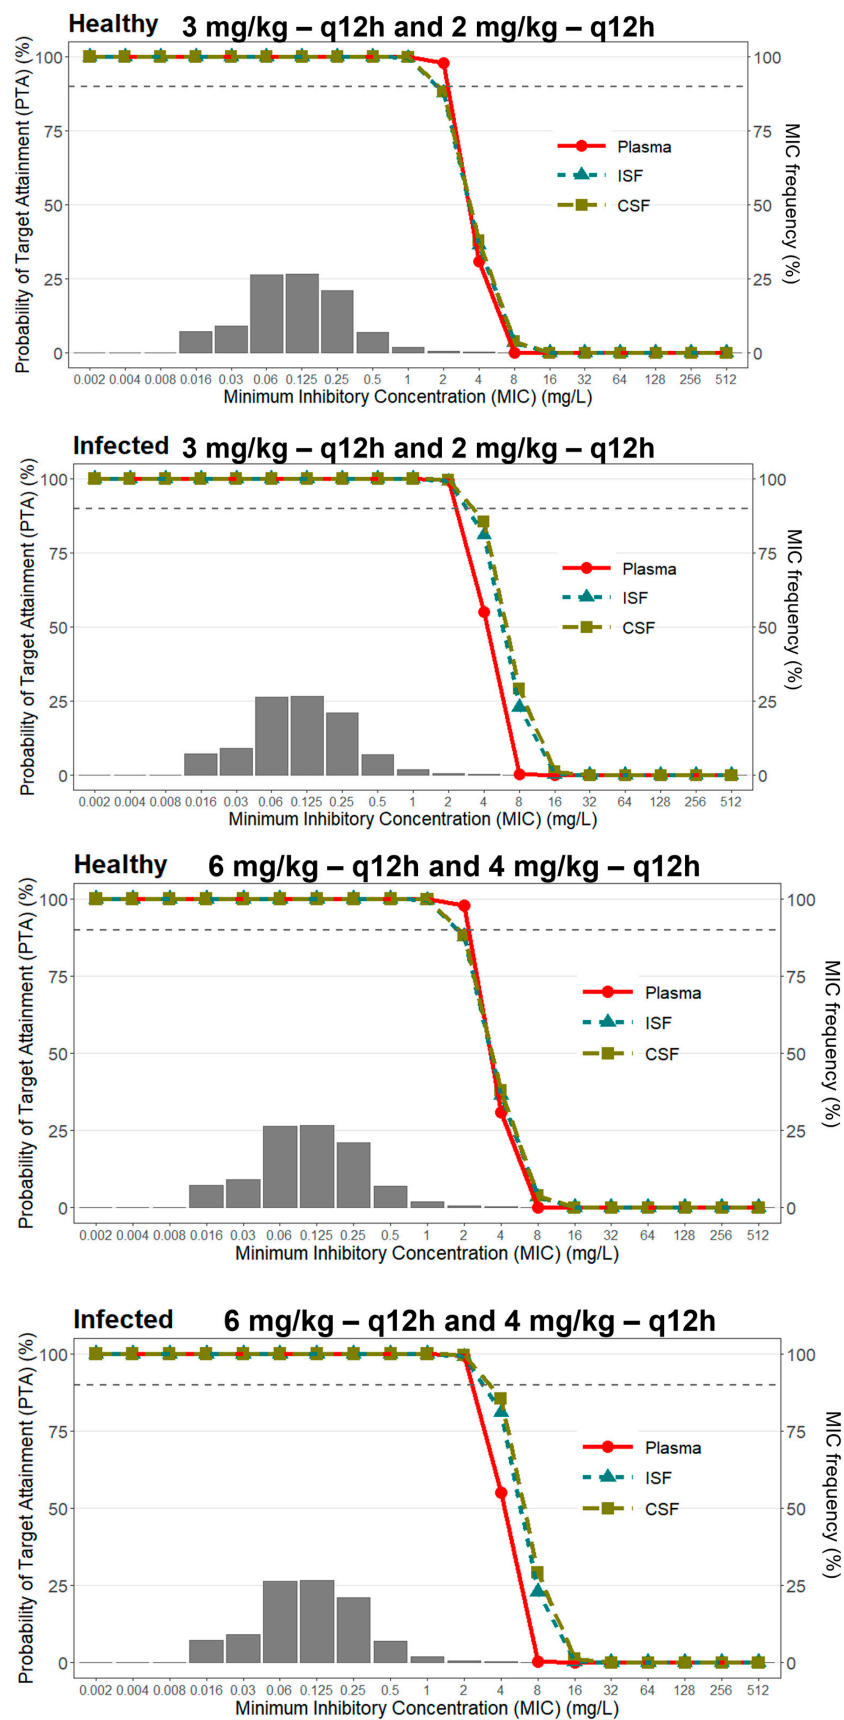 Healthy 3 mg/kg – q12h and 2 mg/kg – q12h
Probability of Target Attainment (PTA) (%)
100
75
50
25
0
100
75
50
25
0
MIC frequency (%)
Plasma
ISF
CSF
0.002 0.004 0.008 0.016 0.03 0.06 0.125 0.25 0.5 1 2 4 8 16 32 64 128 256 512
Minimum Inhibitory Concentration (MIC) (mg/L)
Infected 3 mg/kg – q12h and 2 mg/kg – q12h
Probability of Target Attainment (PTA) (%)
100
75
50
25
0
100
75
50
25
0
MIC frequency (%)
Plasma
ISF
CSF
0.002 0.004 0.008 0.016 0.03 0.06 0.125 0.25 0.5 1 2 4 8 16 32 64 128 256 512
Minimum Inhibitory Concentration (MIC) (mg/L)
Healthy 6 mg/kg – q12h and 4 mg/kg – q12h
Probability of Target Attainment (PTA) (%)
100
75
50
25
0
100
75
50
25
0
MIC frequency (%)
Plasma
ISF
CSF
0.002 0.004 0.008 0.016 0.03 0.06 0.125 0.25 0.5 1 2 4 8 16 32 64 128 256 512
Minimum Inhibitory Concentration (MIC) (mg/L)
Infected 6 mg/kg – q12h and 4 mg/kg – q12h
Probability of Target Attainment (PTA) (%)
100
75
50
25
0
100
75
50
25
0
MIC frequency (%)
Plasma
ISF
CSF
0.002 0.004 0.008 0.016 0.03 0.06 0.125 0.25 0.5 1 2 4 8 16 32 64 128 256 512
Minimum Inhibitory Concentration (MIC) (mg/L)